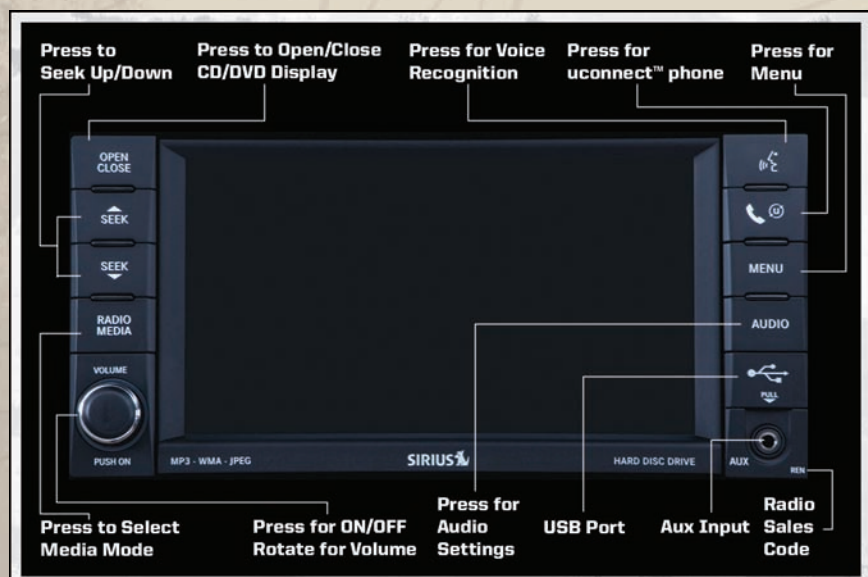 Press to
Seek Up/Down
Press to Open/Close
CD/DVD Display
Press for Voice
Recognition
Press for
uconnect™ phone
Press for
Menu
OPEN
CLOSE
SEEK
SEEK
RADIO
MEDIA
VOLUME
PUSH ON
MENU
AUDIO
PULL
AUX
REN
MP3 - WMA - JPEG
SIRIUS
HARD DISC DRIVE
Press to Select
Media Mode
Press for ON/OFF
Rotate for Volume
Press for
Audio
Settings
USB Port
Aux Input
Radio
Sales
Code